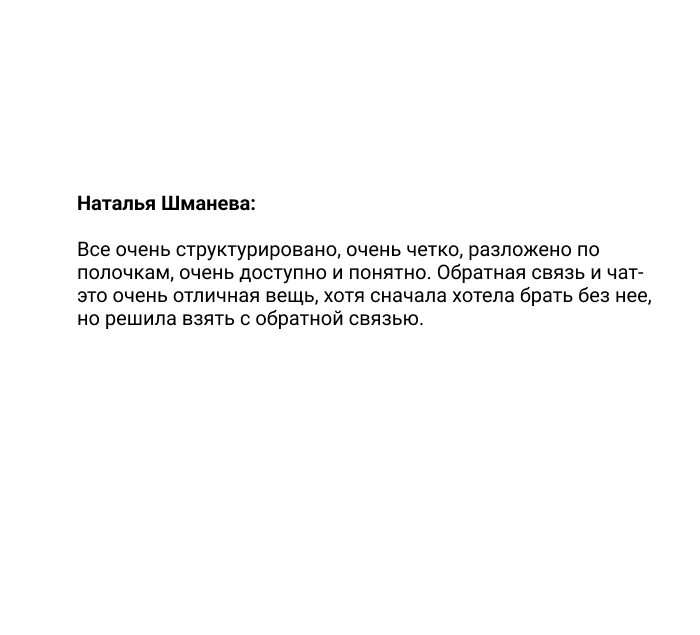 Наталья Шманева:
Все очень структурировано, очень четко, разложено по
полочкам, очень доступно и понятно. Обратная связь и чат-
это очень отличная вещь, хотя сначала хотела брать без нее,
но решила взять с обратной связью.